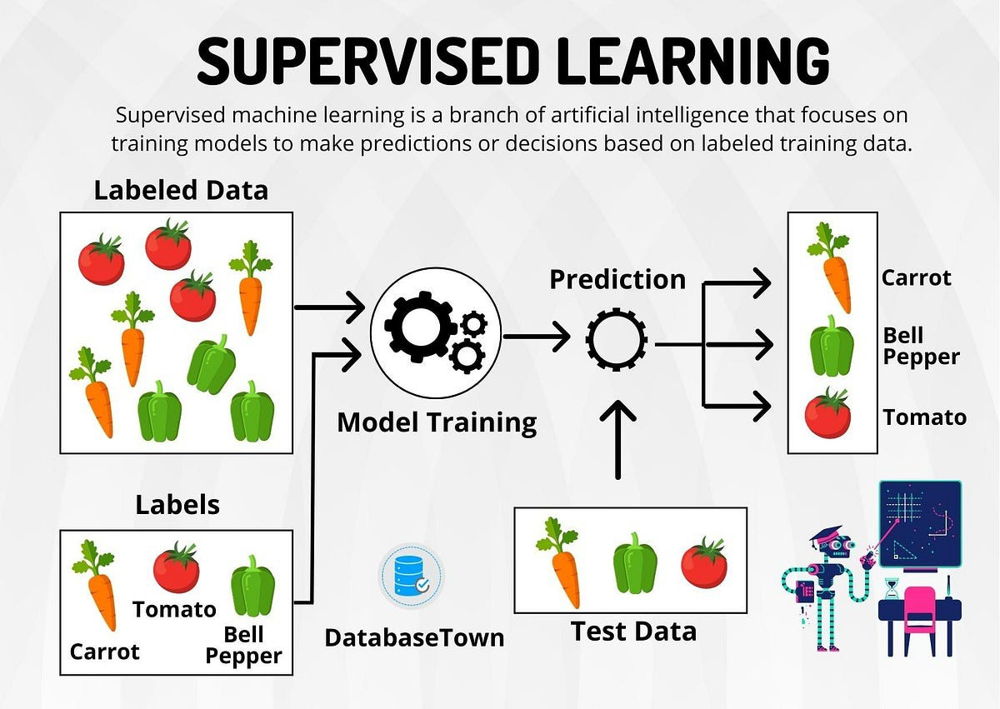 SUPERVISED LEARNING
Supervised machine learning is a branch of artificial intelligence that focuses on
training models to make predictions or decisions based on labeled training data.
Labeled Data
Prediction
Carrot
Bell
Pepper
Tomato
Model Training
Labels
Carrot
Tomato
Bell
Pepper
DatabaseTown
Test Data